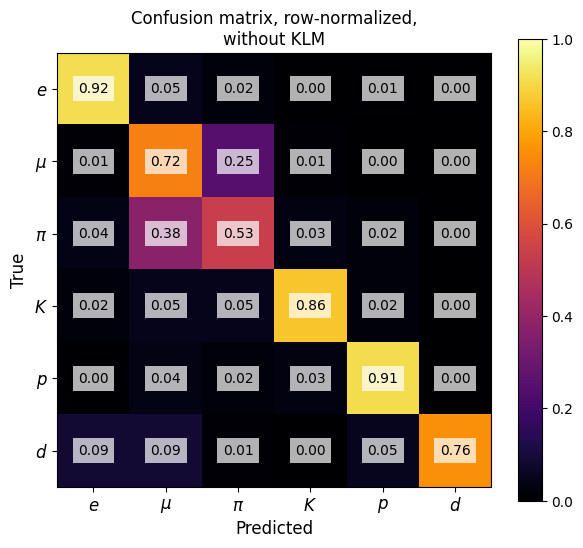 Confusion matrix, row-normalized,
without KLM
True
e 0.92 0.05 0.02 0.00 0.01 0.00
μ 0.01 0.72 0.25 0.01 0.00 0.00
π 0.04 0.38 0.53 0.03 0.02 0.00
K 0.02 0.05 0.05 0.86 0.02 0.00
p 0.00 0.04 0.02 0.03 0.91 0.00
d 0.09 0.09 0.01 0.00 0.05 0.76
e μ π K p d
Predicted
1.0
0.8
0.6
0.4
0.2
0.0